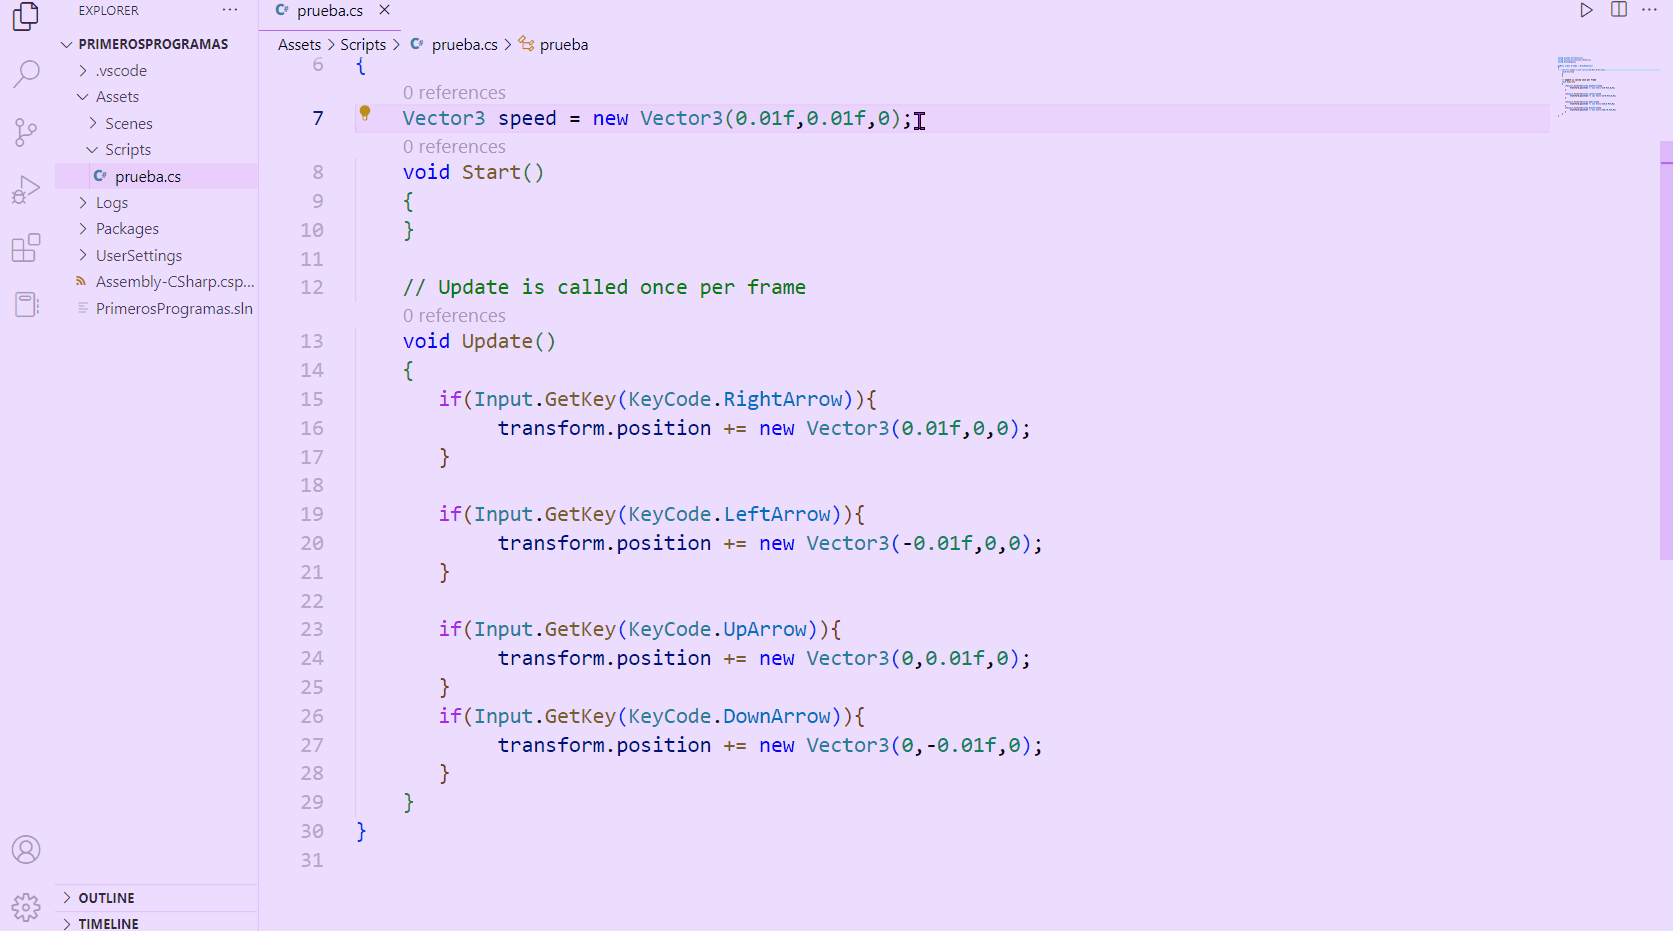 EXPLORER
PRIMEROSPROGRAMAS
.vscode
Assets
Scenes
Scripts
C# prueba.cs
Logs
Packages
UserSettings
Assembly-CSharp.csp...
PrimerosProgramas.sln
OUTLINE
TIMELINE
C# prueba.cs
Assets > Scripts > C# prueba.cs > prueba
6 {
0 references
7 Vector3 speed = new Vector3(0.01f,0.01f,0);
0 references
8 void Start()
9 {
10 }
11
12 // Update is called once per frame
0 references
13 void Update()
14 {
15 if(Input.GetKey(KeyCode.RightArrow)){
16 transform.position += new Vector3(0.01f,0,0);
17 }
18
19 if(Input.GetKey(KeyCode.LeftArrow)){
20 transform.position += new Vector3(-0.01f,0,0);
21 }
22
23 if(Input.GetKey(KeyCode.UpArrow)){
24 transform.position += new Vector3(0,0.01f,0);
25 }
26 if(Input.GetKey(KeyCode.DownArrow)){
27 transform.position += new Vector3(0,-0.01f,0);
28 }
29 }
30 }
31